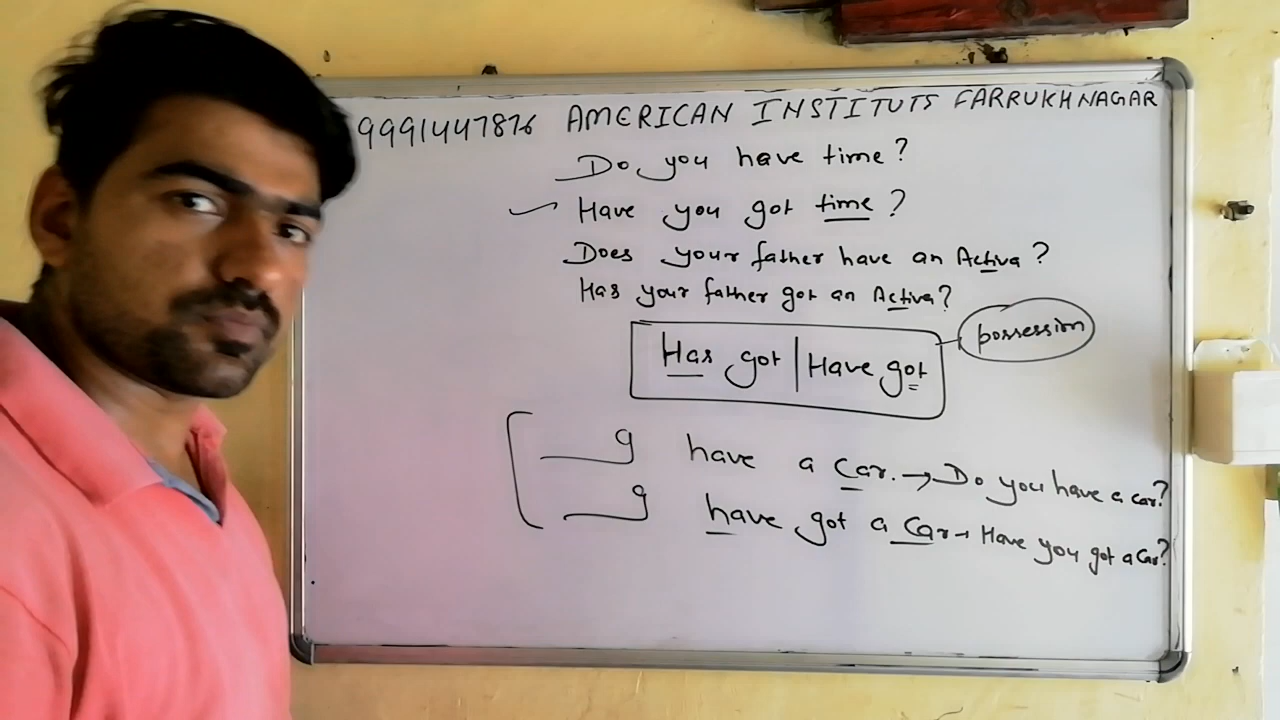 9991447876 AMERICAN INSTITUTS FARRUKHNAGAR
Do you have time?
Have you got time?
Does your father have an Activa?
Has your father got an Activa?
Has got | Have got
possession
I have a car. → Do you have a car?
I have got a Car → Have you got a Car?